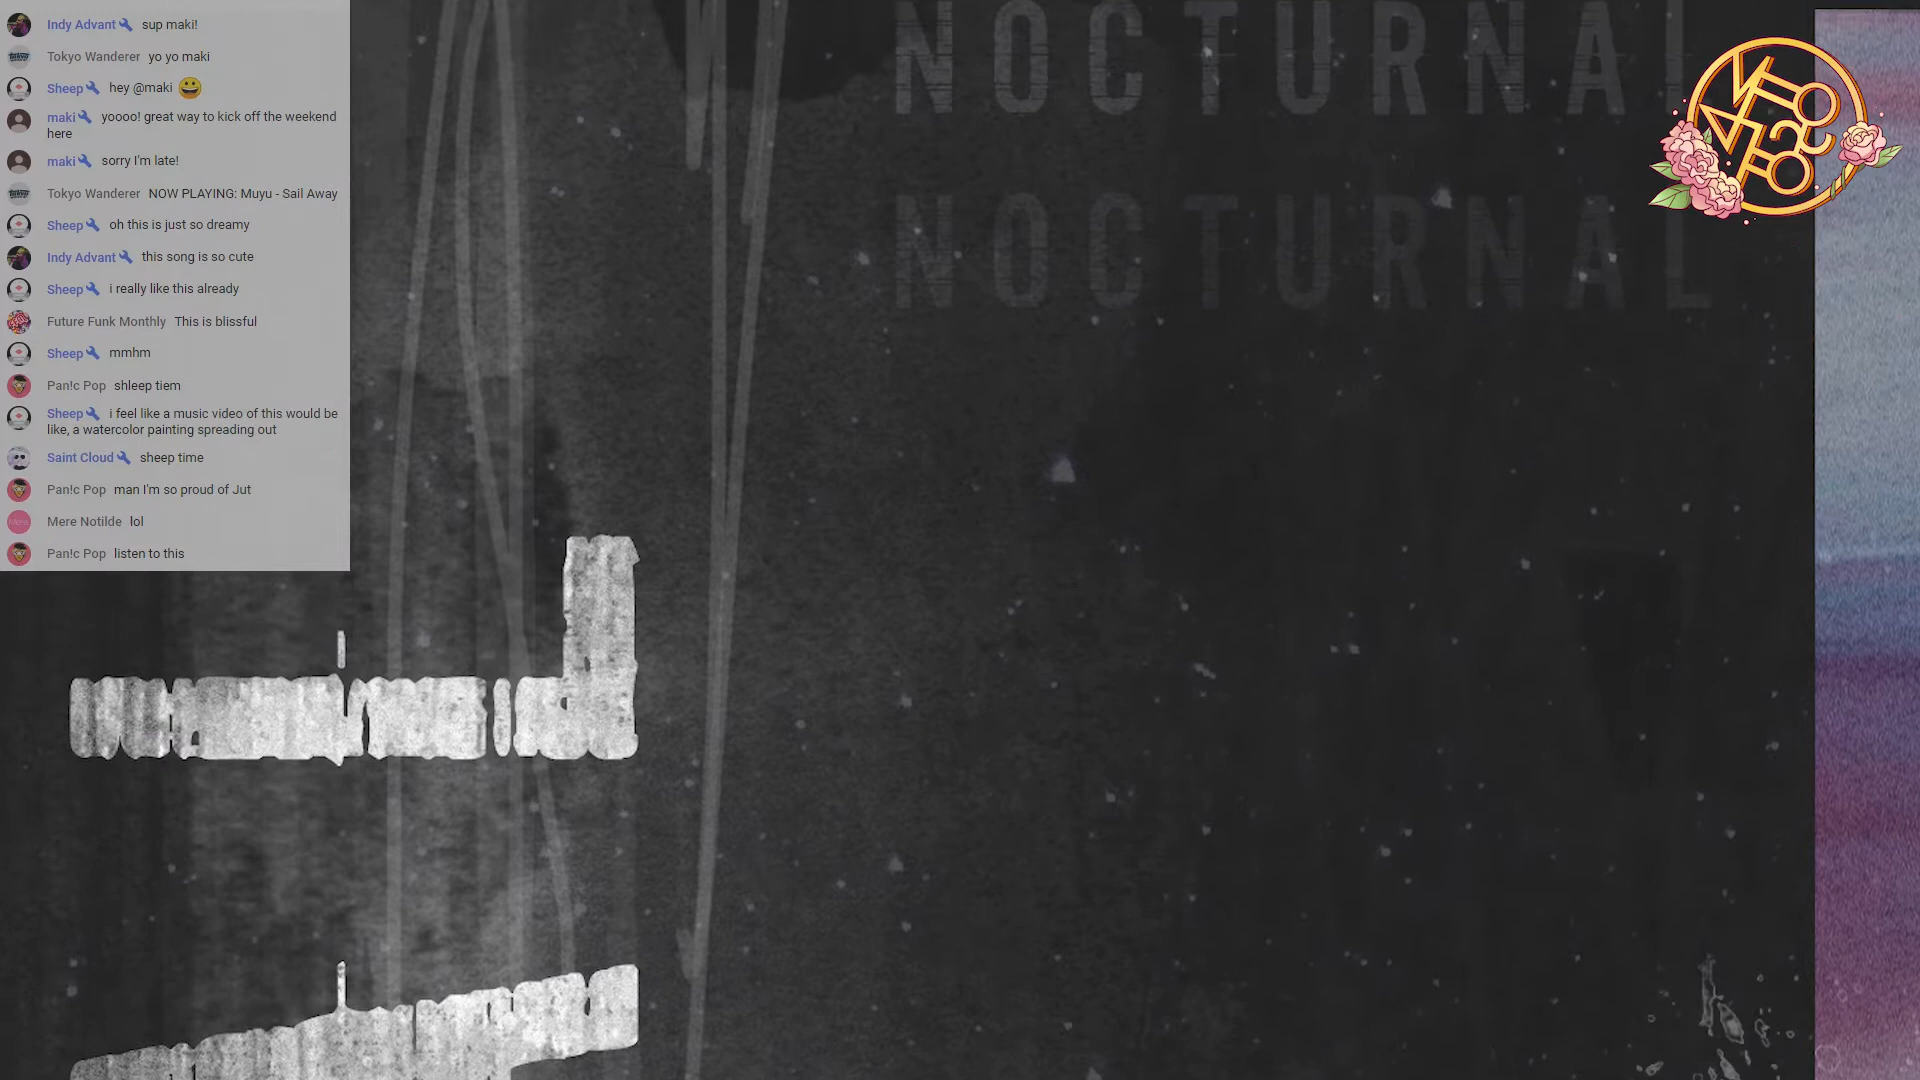 Indy Advant sup maki!
Tokyo Wanderer yo yo maki
Sheep hey @maki 😀
maki yoooo! great way to kick off the weekend
here
maki sorry I'm late!
Tokyo Wanderer NOW PLAYING: Muyu - Sail Away
Sheep oh this is just so dreamy
Indy Advant this song is so cute
Sheep i really like this already
Future Funk Monthly This is blissful
Sheep mmhm
Pan!c Pop shleep tiem
Sheep i feel like a music video of this would be
like, a watercolor painting spreading out
Saint Cloud sheep time
Pan!c Pop man I'm so proud of Jut
Mere Notilde lol
Pan!c Pop listen to this
NOCTURNAL
NOCTURNAL